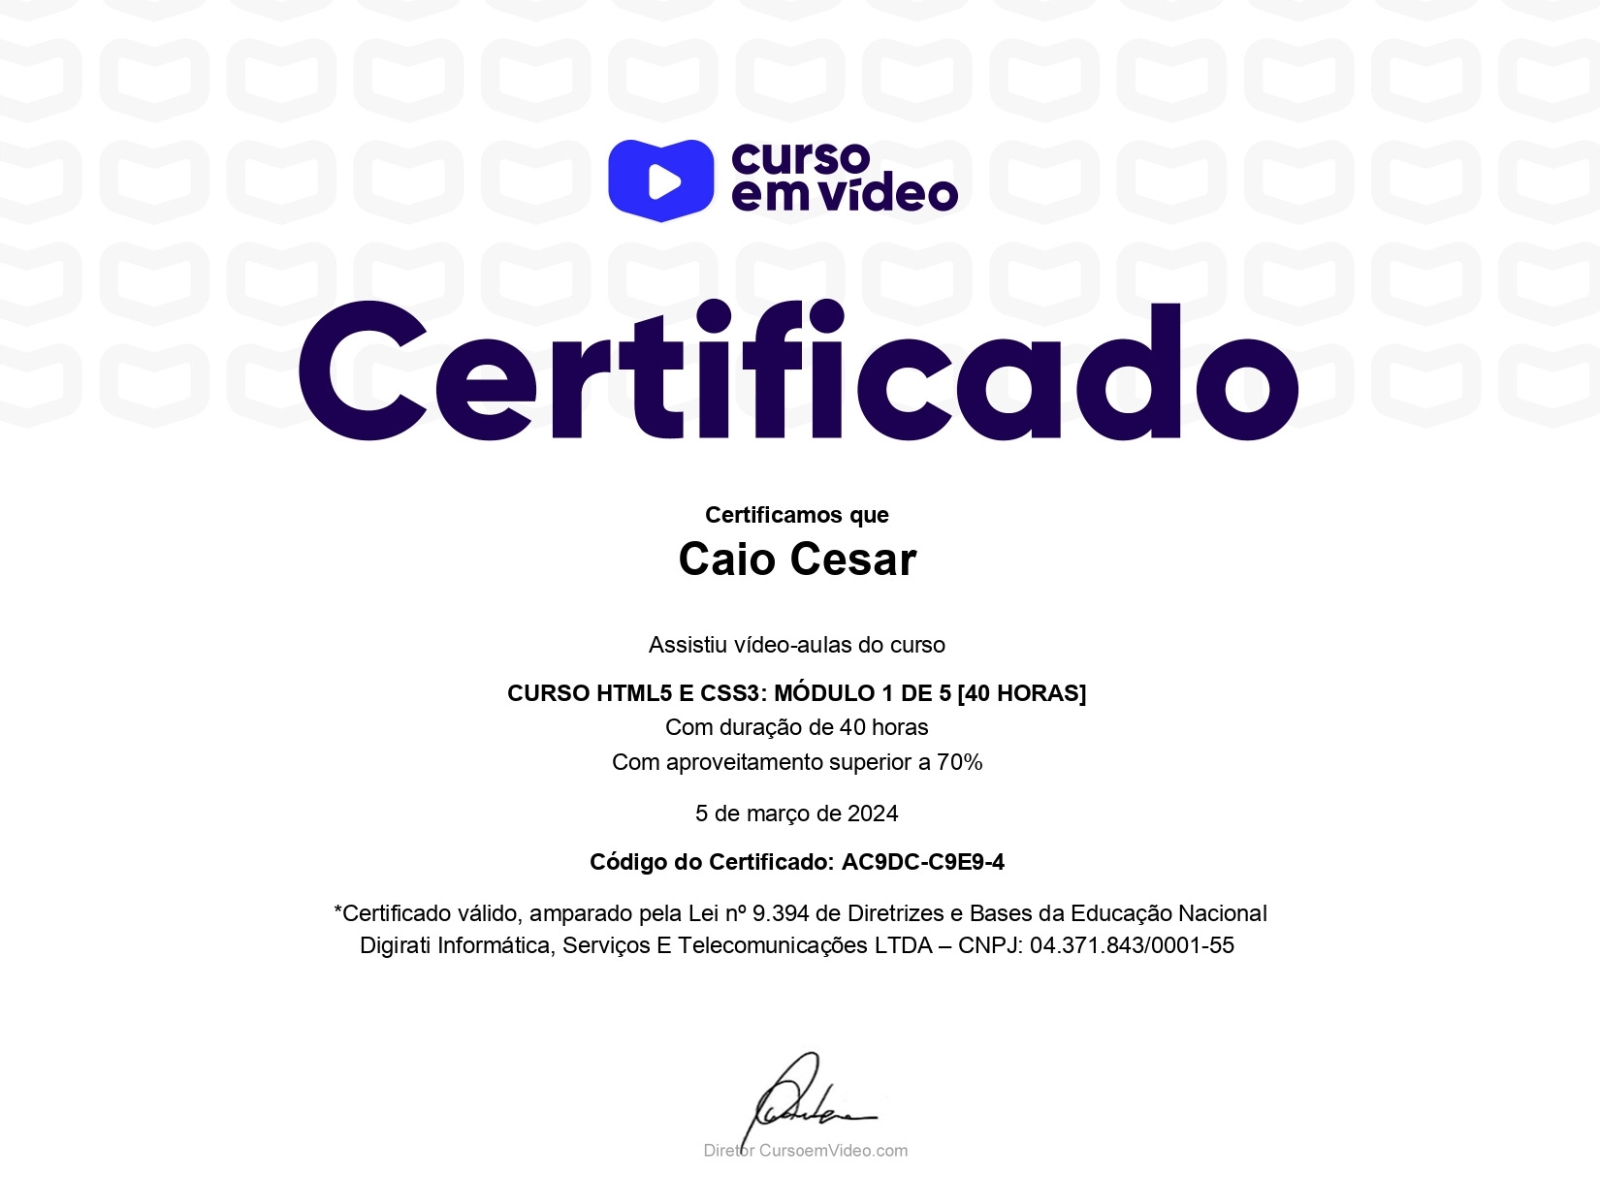 curso
em vídeo
Certificado
Certificamos que
Caio Cesar
Assistiu vídeo-aulas do curso
CURSO HTML5 E CSS3: MÓDULO 1 DE 5 [40 HORAS]
Com duração de 40 horas
Com aproveitamento superior a 70%
5 de março de 2024
Código do Certificado: AC9DC-C9E9-4
*Certificado válido, amparado pela Lei nº 9.394 de Diretrizes e Bases da Educação Nacional
Digirati Informática, Serviços E Telecomunicações LTDA – CNPJ: 04.371.843/0001-55
Diretor CursoemVideo.com